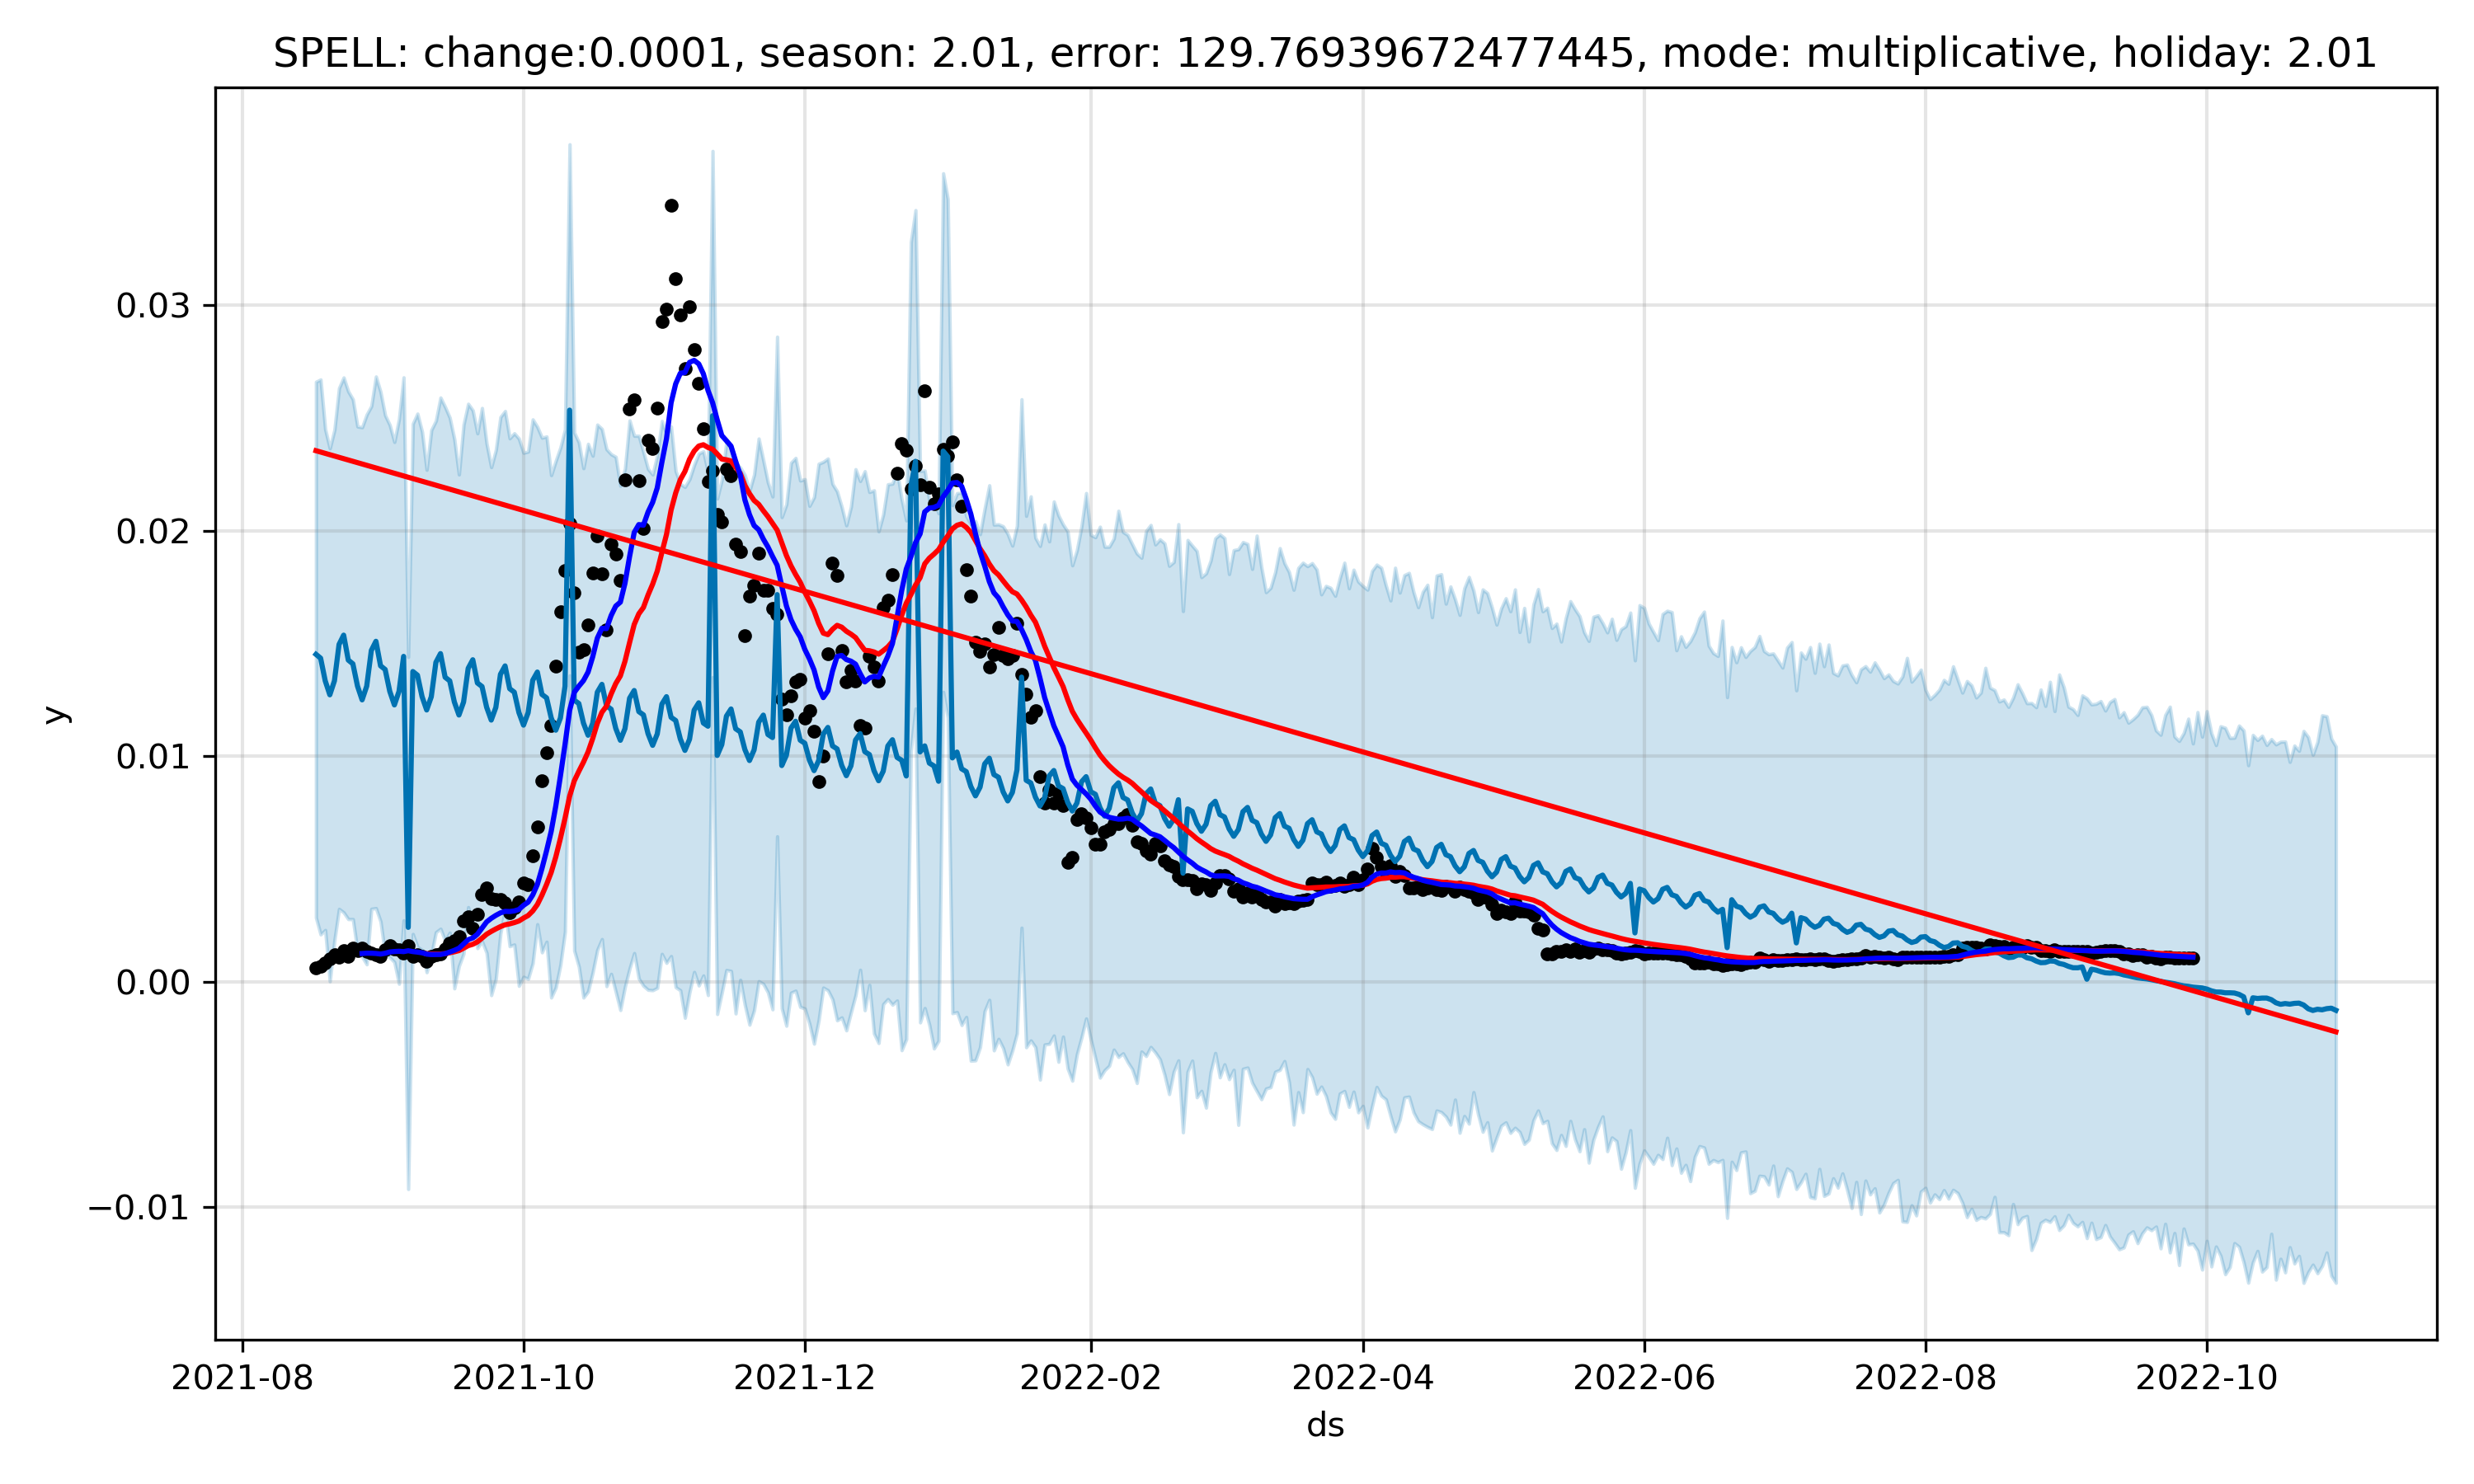 SPELL: change:0.0001, season: 2.01, error: 129.76939672477445, mode: multiplicative, holiday: 2.01
y
0.03
0.02
0.01
0.00
−0.01
2021-08 2021-10 2021-12 2022-02 2022-04 2022-06 2022-08 2022-10
ds